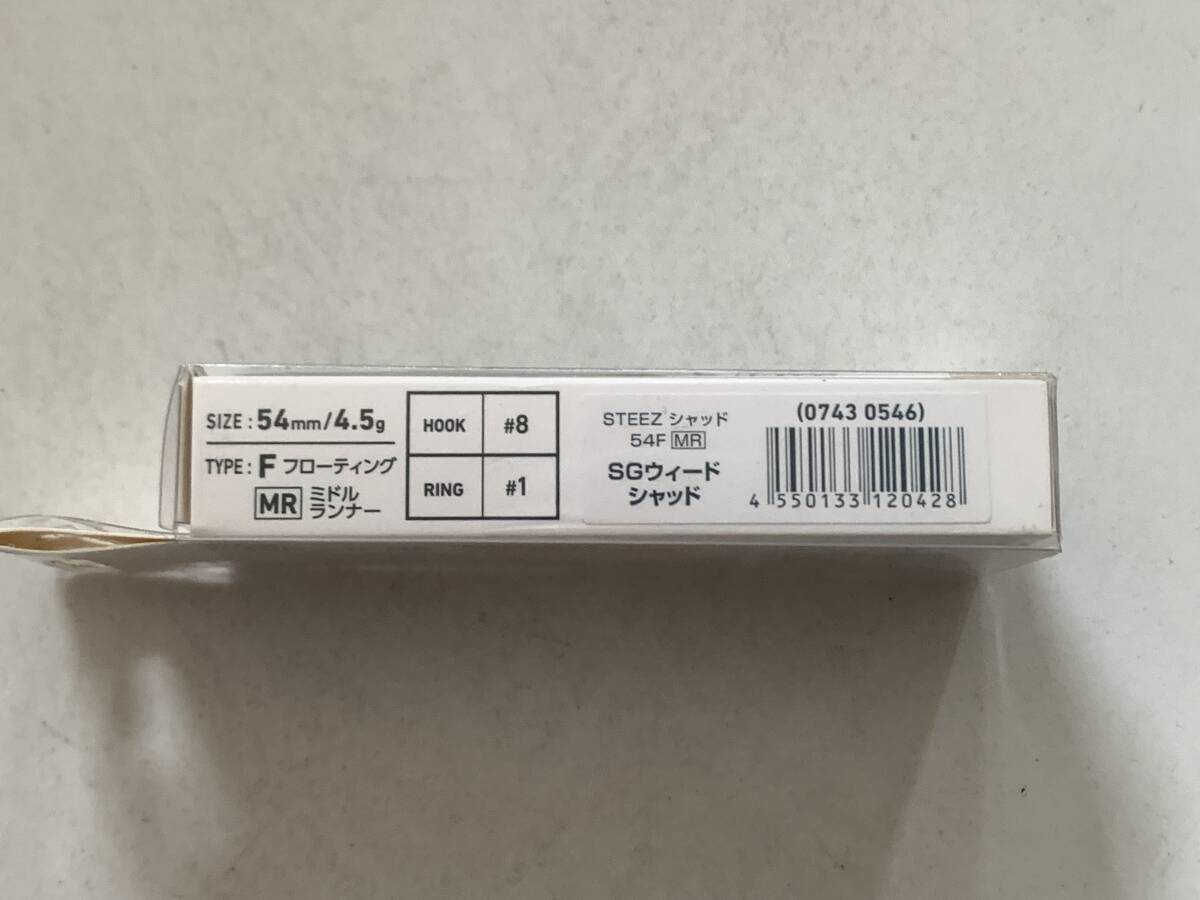 SIZE : 54mm/4.5g
TYPE : F フローティング
MR ミドル
ランナー
HOOK #8
RING #1
STEEZ シャッド
54F MR
SGウィード
シャッド
(0743 0546)
4 550133 120428